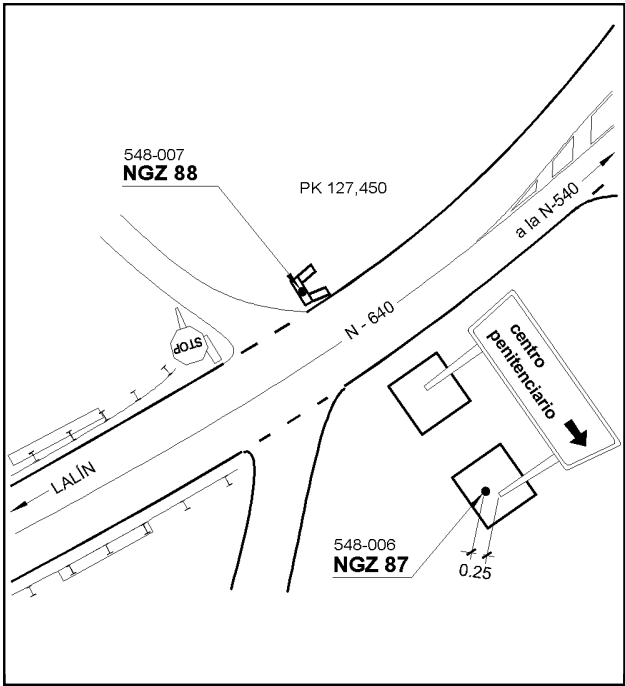 548-007
NGZ 88
PK 127,450
a la N-540
N - 640
STOP
centro
penitenciario
LALÍN
548-006
NGZ 87
0.25